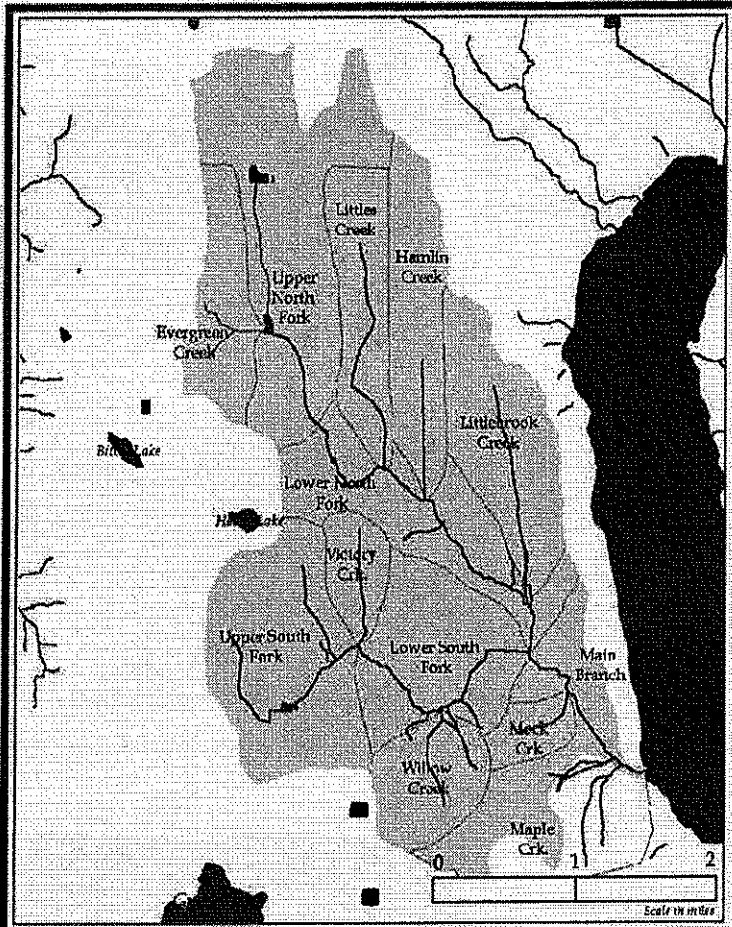 Littles
Creek
Hamlin
Creek
Upper
North
Fork
Evergreen
Creek
Littlebrook
Creek
Lake
Lower North
Fork
Lake
Victory
Crk.
Upper South
Fork
Lower South
Fork
Main
Branch
Meck
Crk.
Willow
Creek
Maple
Crk.
0 1 2
Scale in miles